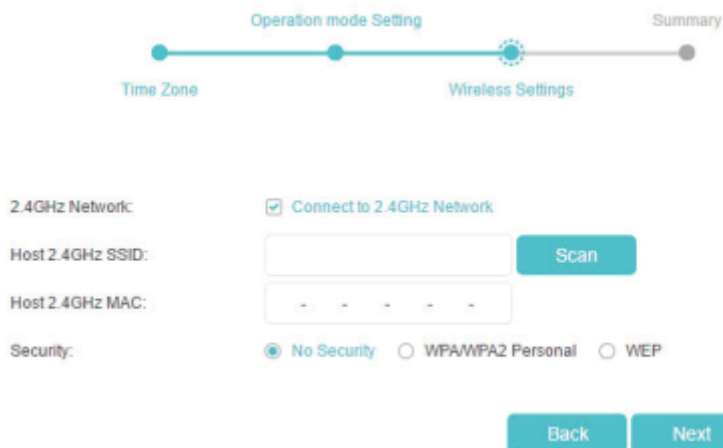 Operation mode Setting Summary
Time Zone Wireless Settings
2.4GHz Network: Connect to 2.4GHz Network
Host 2.4GHz SSID: Scan
Host 2.4GHz MAC: - - - - -
Security: No Security WPA/WPA2 Personal WEP
Back Next